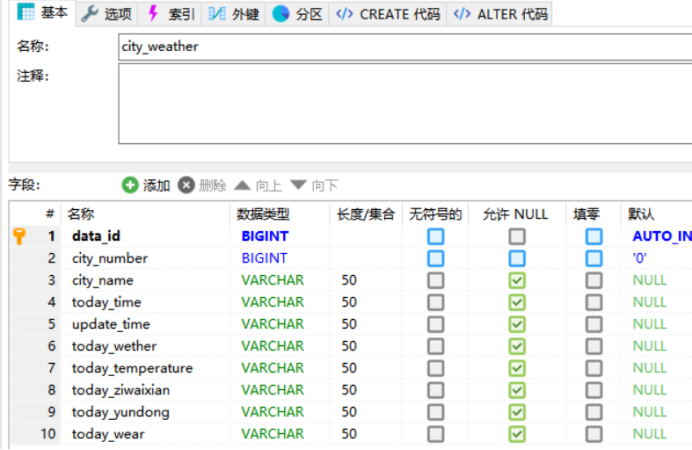 基本 选项 索引 外键 分区 </> CREATE 代码 </> ALTER 代码
名称: city_weather
注释:
字段: 添加 删除 向上 向下
# 名称 数据类型 长度/集合 无符号的 允许 NULL 填零 默认
1 data_id BIGINT AUTO_IN
2 city_number BIGINT '0'
3 city_name VARCHAR 50 NULL
4 today_time VARCHAR 50 NULL
5 update_time VARCHAR 50 NULL
6 today_wether VARCHAR 50 NULL
7 today_temperature VARCHAR 50 NULL
8 today_ziwaixian VARCHAR 50 NULL
9 today_yundong VARCHAR 50 NULL
10 today_wear VARCHAR 50 NULL